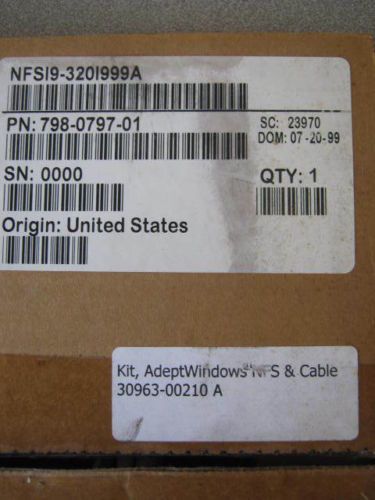 NFSI9-320I999A
PN: 798-0797-01
SC: 23970
DOM: 07-20-99
SN: 0000
QTY: 1
Origin: United States
Kit, AdeptWindows NFS & Cable
30963-00210 A